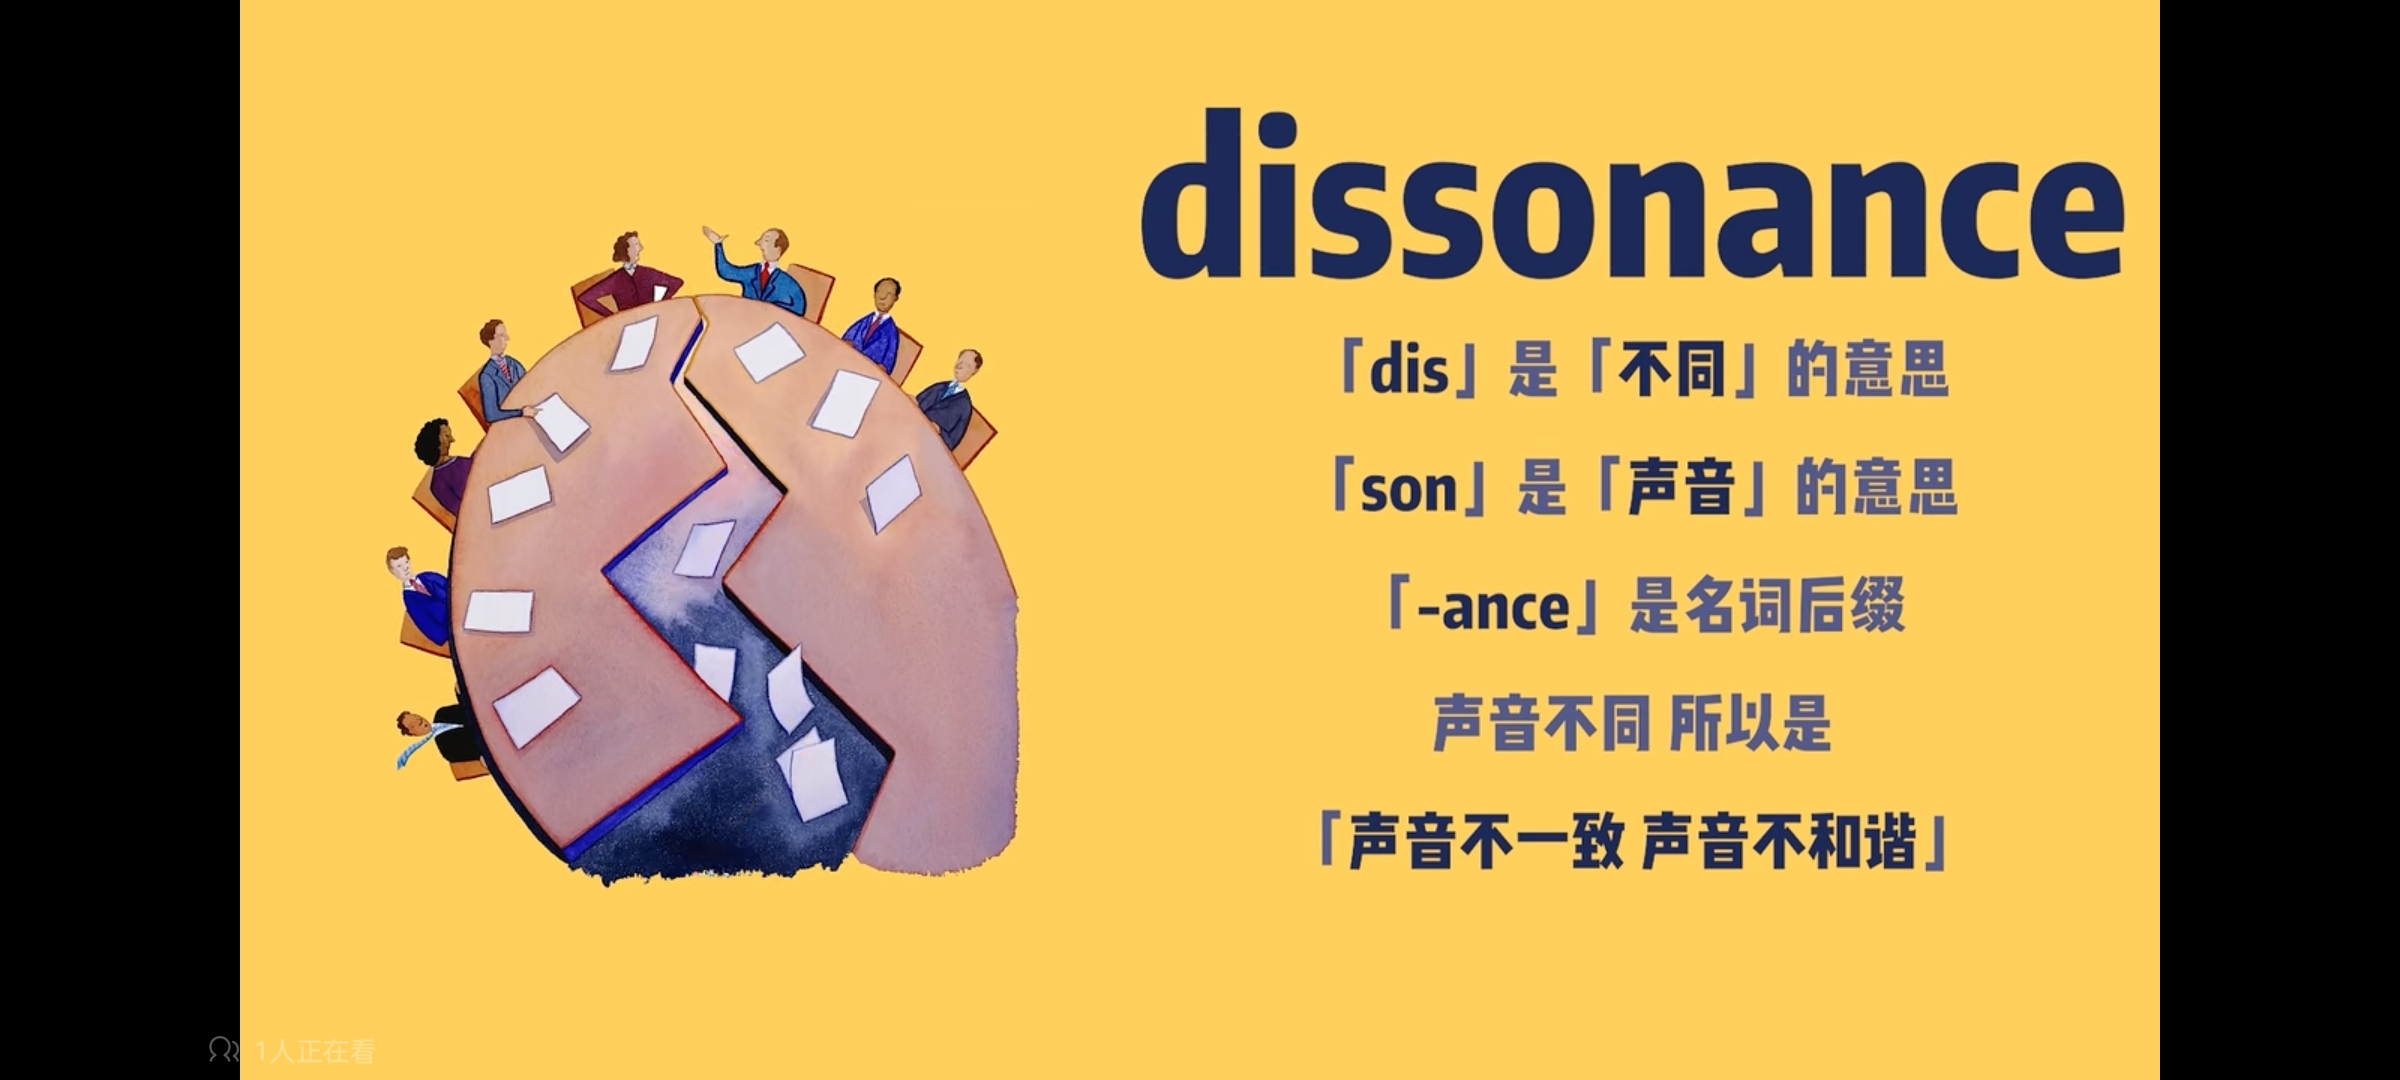 dissonance
「dis」是「不同」的意思
「son」是「声音」的意思
「-ance」是名词后缀
声音不同 所以是
「声音不一致 声音不和谐」
1人正在看